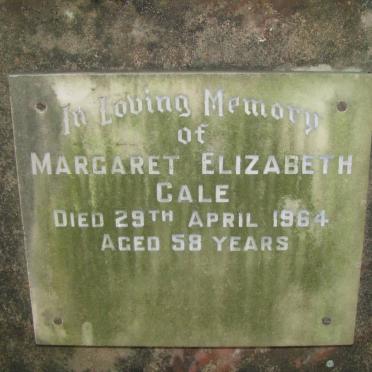 In Loving Memory
of
MARGARET ELIZABETH
CALE
DIED 29TH APRIL 1964
AGED 58 YEARS